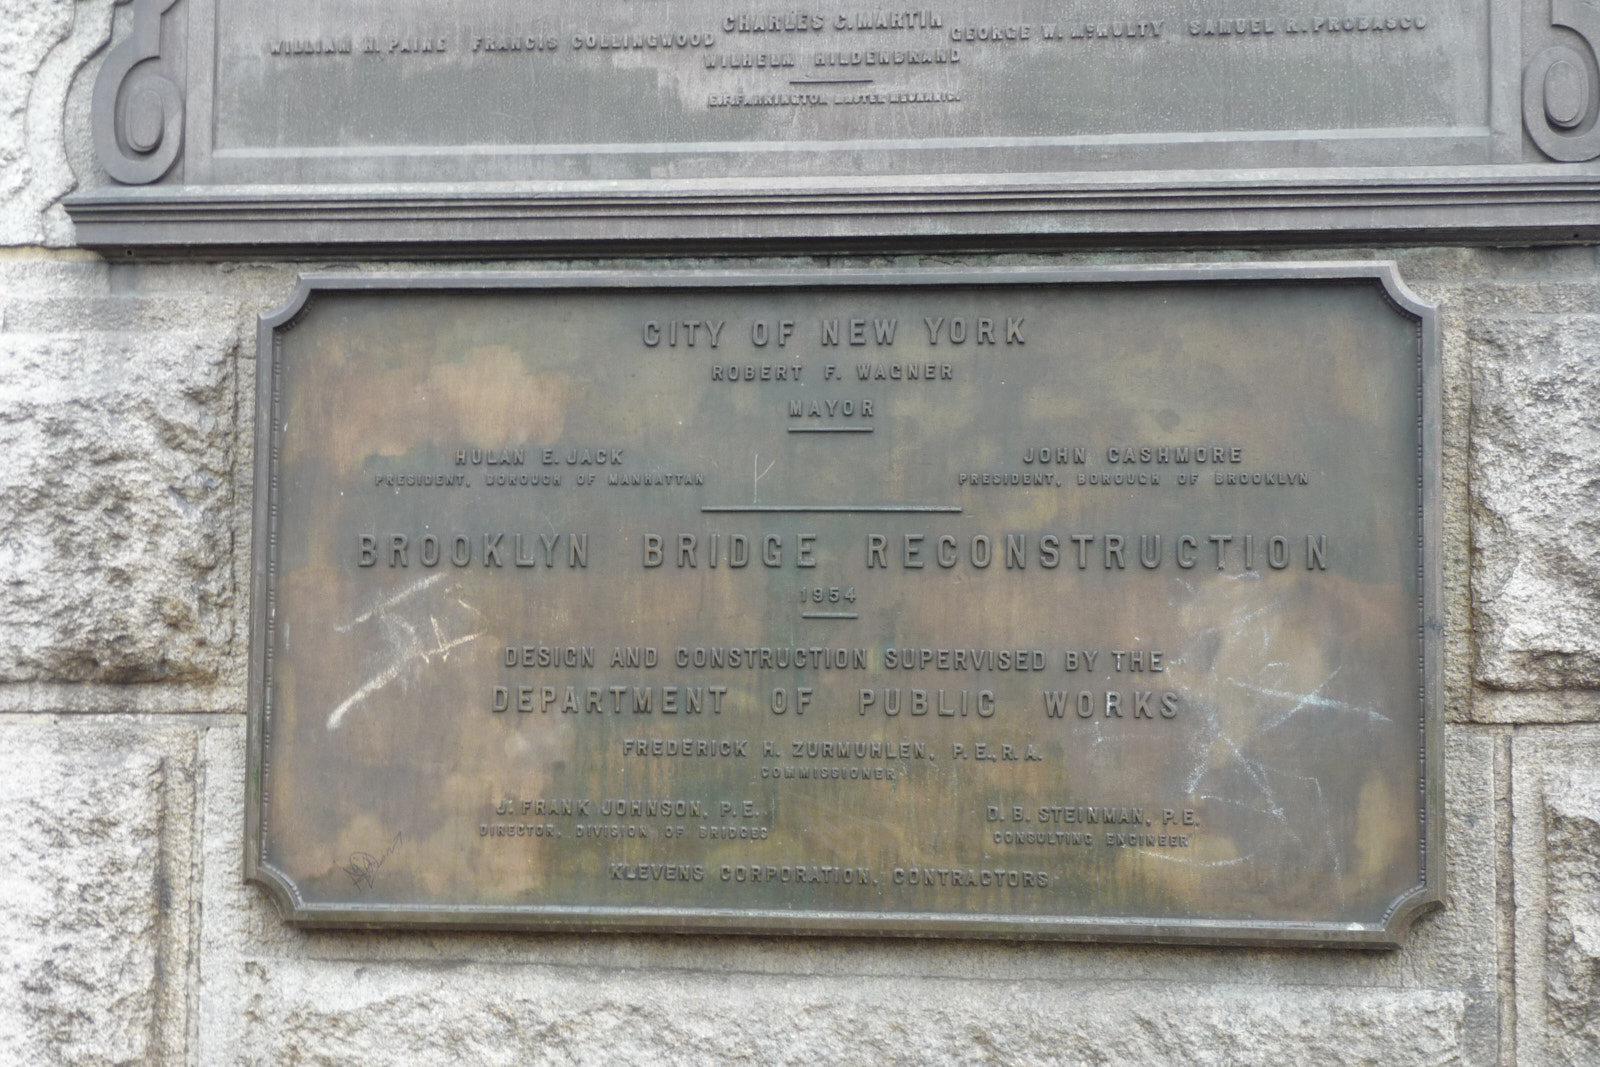 CHARLES C. MARTIN
WILLIAM H. PAINE FRANCIS COLLINGWOOD GEORGE W. McNULTY SAMUEL R. PROBASCO
WILHELM HILDENBRAND
E.F. FARRINGTON MASTER MECHANIC
CITY OF NEW YORK
ROBERT F. WAGNER
MAYOR
HULAN E. JACK JOHN CASHMORE
PRESIDENT, BOROUGH OF MANHATTAN PRESIDENT, BOROUGH OF BROOKLYN
BROOKLYN BRIDGE RECONSTRUCTION
1954
DESIGN AND CONSTRUCTION SUPERVISED BY THE
DEPARTMENT OF PUBLIC WORKS
FREDERICK H. ZURMUHLEN, P.E., R.A.
COMMISSIONER
J. FRANK JOHNSON, P.E. D. B. STEINMAN, P.E.
DIRECTOR, DIVISION OF BRIDGES CONSULTING ENGINEER
KLEVENS CORPORATION, CONTRACTORS